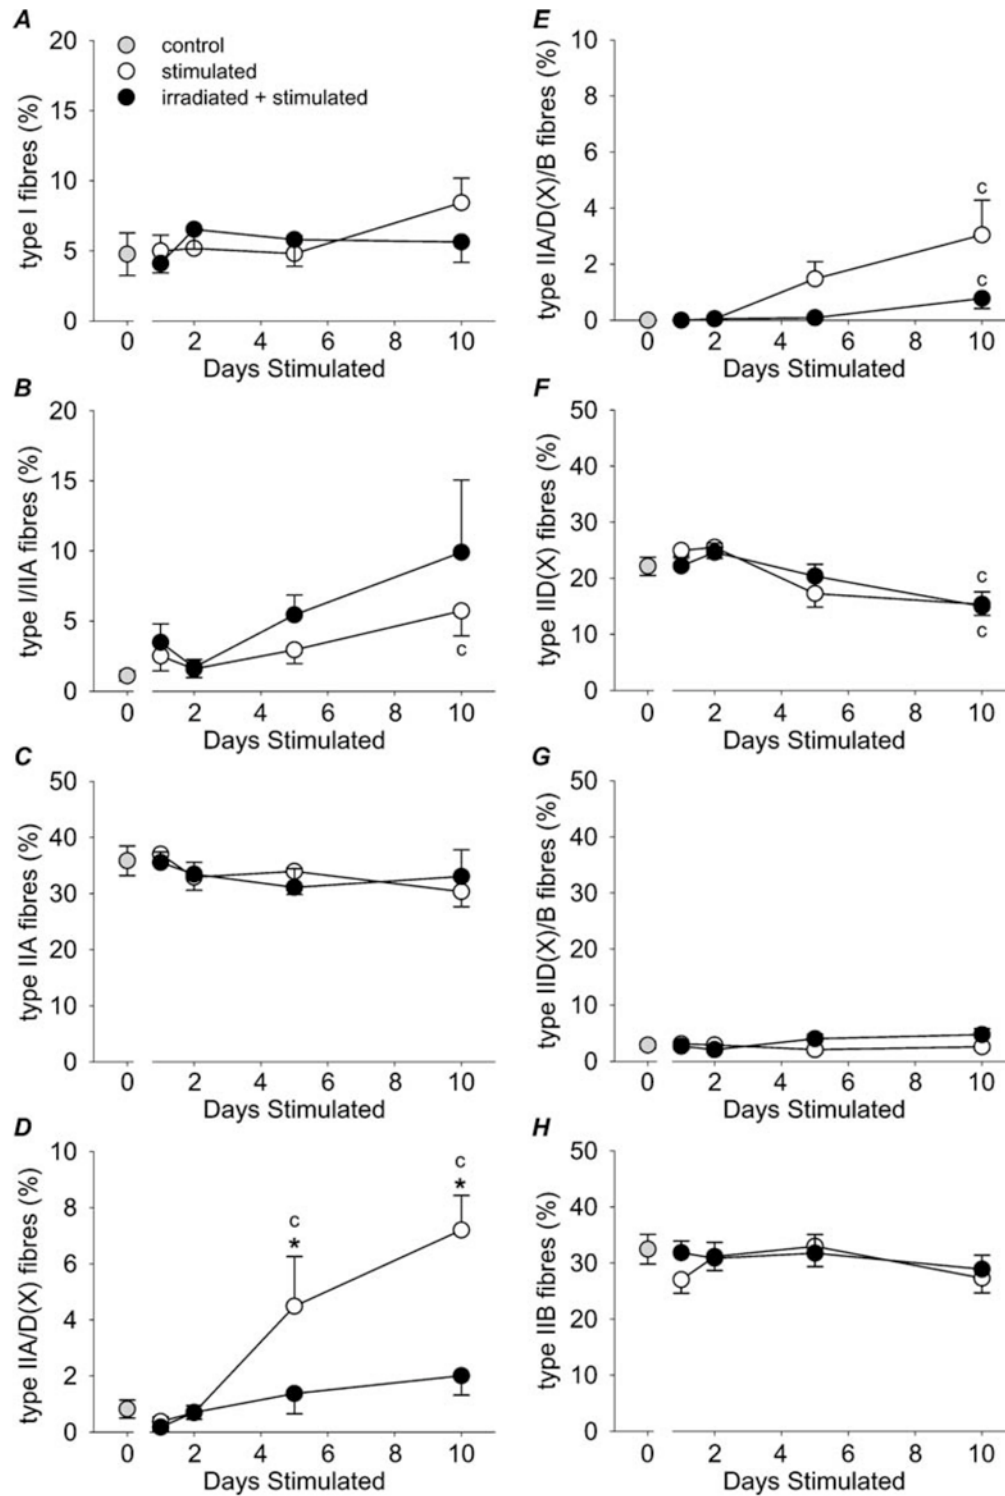 A
type I fibres (%)
20
15
10
5
0
control
stimulated
irradiated + stimulated
0 2 4 6 8 10
Days Stimulated
B
type I/IIA fibres (%)
20
15
10
5
0
c
0 2 4 6 8 10
Days Stimulated
C
type IIA fibres (%)
50
40
30
20
10
0
0 2 4 6 8 10
Days Stimulated
D
type IIA/D(X) fibres (%)
10
8
6
4
2
0
c
*
c
*
0 2 4 6 8 10
Days Stimulated
E
type IIA/D(X)/B fibres (%)
10
8
6
4
2
0
c
c
0 2 4 6 8 10
Days Stimulated
F
type IID(X) fibres (%)
50
40
30
20
10
0
c
c
0 2 4 6 8 10
Days Stimulated
G
type IID(X)/B fibres (%)
50
40
30
20
10
0
0 2 4 6 8 10
Days Stimulated
H
type IIB fibres (%)
50
40
30
20
10
0
0 2 4 6 8 10
Days Stimulated